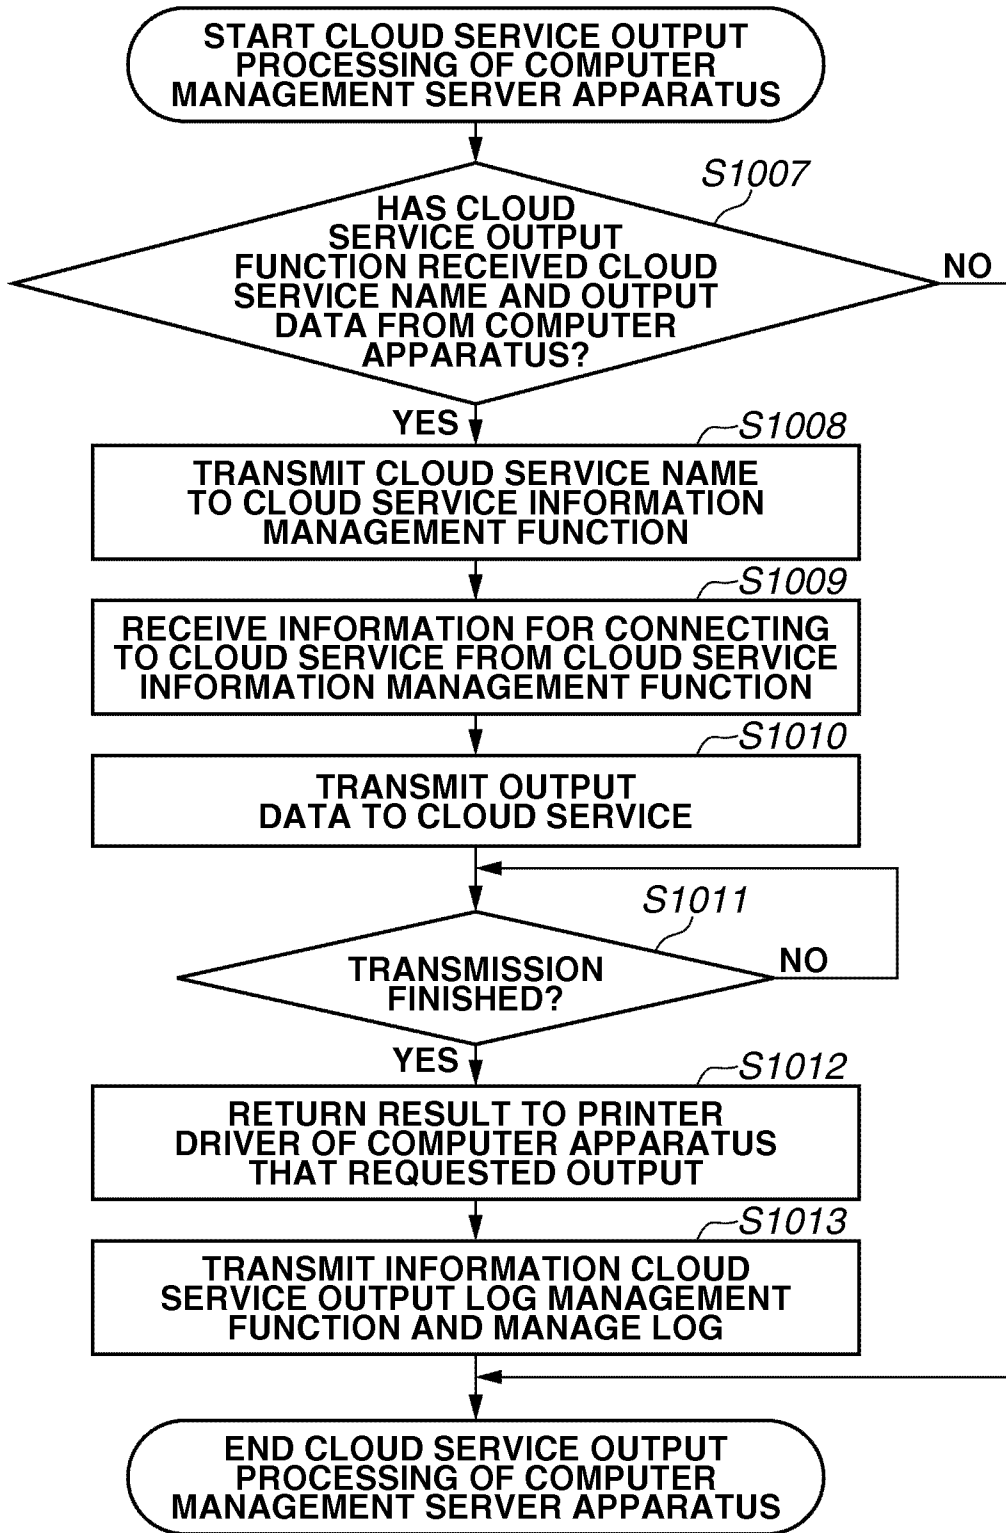 START CLOUD SERVICE OUTPUT
PROCESSING OF COMPUTER
MANAGEMENT SERVER APPARATUS
S1007
HAS CLOUD
SERVICE OUTPUT
FUNCTION RECEIVED CLOUD
SERVICE NAME AND OUTPUT
DATA FROM COMPUTER
APPARATUS?
NO
YES
S1008
TRANSMIT CLOUD SERVICE NAME
TO CLOUD SERVICE INFORMATION
MANAGEMENT FUNCTION
S1009
RECEIVE INFORMATION FOR CONNECTING
TO CLOUD SERVICE FROM CLOUD SERVICE
INFORMATION MANAGEMENT FUNCTION
S1010
TRANSMIT OUTPUT
DATA TO CLOUD SERVICE
S1011
TRANSMISSION
FINISHED?
NO
YES
S1012
RETURN RESULT TO PRINTER
DRIVER OF COMPUTER APPARATUS
THAT REQUESTED OUTPUT
S1013
TRANSMIT INFORMATION CLOUD
SERVICE OUTPUT LOG MANAGEMENT
FUNCTION AND MANAGE LOG
END CLOUD SERVICE OUTPUT
PROCESSING OF COMPUTER
MANAGEMENT SERVER APPARATUS